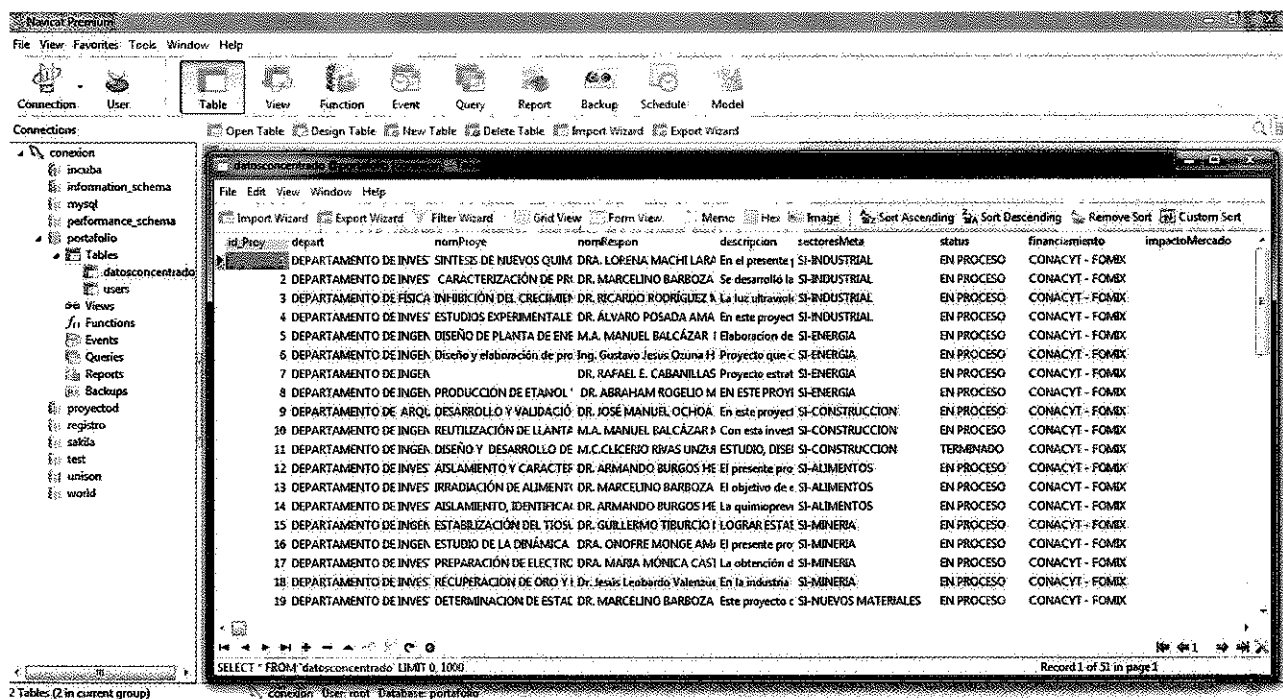 Navicat Premium
File View Favorites Tools Window Help
Connection User Table View Function Event Query Report Backup Schedule Model
Connections
Open Table Design Table New Table Delete Table Import Wizard Export Wizard
conexion
incuba
information_schema
mysql
performance_schema
portafolio
Tables
datosconcentrado
users
Views
Functions
Events
Queries
Reports
Backups
proyectod
registro
sakila
test
unison
world
datosconcentrado
File Edit View Window Help
Import Wizard Export Wizard Filter Wizard Grid View Form View Memo Hex Image Sort Ascending Sort Descending Remove Sort Custom Sort
id_Proy depart nomProye nomRespon descripcion sectoresMeta status financiamiento impactoMercado
DEPARTAMENTO DE INVES SINTESIS DE NUEVOS QUIM DRA. LORENA MACHI LARA En el presente SI-INDUSTRIAL EN PROCESO CONACYT - FOMIX
2 DEPARTAMENTO DE INVES CARACTERIZACIÓN DE PRO DR. MARCELINO BARBOZA Se desarrolló la SI-INDUSTRIAL EN PROCESO CONACYT - FOMIX
3 DEPARTAMENTO DE FÍSICA INHIBICIÓN DEL CRECIMIEN DR. RICARDO RODRÍGUEZ La luz ultraviole SI-INDUSTRIAL EN PROCESO CONACYT - FOMIX
4 DEPARTAMENTO DE INVES ESTUDIOS EXPERIMENTALE DR. ÁLVARO POSADA AMA En este proyect SI-INDUSTRIAL EN PROCESO CONACYT - FOMIX
5 DEPARTAMENTO DE INGEN DISEÑO DE PLANTA DE ENE M.A. MANUEL BALCÁZAR Elaboracion de SI-ENERGIA EN PROCESO CONACYT - FOMIX
6 DEPARTAMENTO DE INGEN Diseño y elaboración de pro Ing. Gustavo Jesus Ozuna H Proyecto que c SI-ENERGIA EN PROCESO CONACYT - FOMIX
7 DEPARTAMENTO DE INGEN DR. RAFAEL E. CABANILLAS Proyecto estrat SI-ENERGIA EN PROCESO CONACYT - FOMIX
8 DEPARTAMENTO DE INGEN PRODUCCIÓN DE ETANOL DR. ABRAHAM ROGELIO M EN ESTE PROYE SI-ENERGIA EN PROCESO CONACYT - FOMIX
9 DEPARTAMENTO DE ARQU DESARROLLO Y VALIDACIÓ DR. JOSÉ MANUEL OCHOA En este proyect SI-CONSTRUCCION EN PROCESO CONACYT - FOMIX
10 DEPARTAMENTO DE INGEN REUTILIZACIÓN DE LLANTA M.A. MANUEL BALCÁZAR Con esta invest SI-CONSTRUCCION EN PROCESO CONACYT - FOMIX
11 DEPARTAMENTO DE INGEN DISEÑO Y DESARROLLO DE M.C.CLICERIO RIVAS UNZUE ESTUDIO, DISEÑ SI-CONSTRUCCION TERMINADO CONACYT - FOMIX
12 DEPARTAMENTO DE INVES AISLAMIENTO Y CARACTER DR. ARMANDO BURGOS HE El presente pro SI-ALIMENTOS EN PROCESO CONACYT - FOMIX
13 DEPARTAMENTO DE INVES IRRADIACIÓN DE ALIMENTO DR. MARCELINO BARBOZA El objetivo de e SI-ALIMENTOS EN PROCESO CONACYT - FOMIX
14 DEPARTAMENTO DE INVES AISLAMIENTO, IDENTIFICA DR. ARMANDO BURGOS HE La quimioprev SI-ALIMENTOS EN PROCESO CONACYT - FOMIX
15 DEPARTAMENTO DE INGEN ESTABILIZACIÓN DEL TIOSU DR. GUILLERMO TIBURCIO LOGRAR ESTAB SI-MINERIA EN PROCESO CONACYT - FOMIX
16 DEPARTAMENTO DE INGEN ESTUDIO DE LA DINÁMICA DRA. ONOFRE MONGE AMA El presente pro SI-MINERIA EN PROCESO CONACYT - FOMIX
17 DEPARTAMENTO DE INVES PREPARACIÓN DE ELECTRO DRA. MARIA MÓNICA CAST La obtención d SI-MINERIA EN PROCESO CONACYT - FOMIX
18 DEPARTAMENTO DE INVES RECUPERACION DE ORO Y Dr. Jesús Leobardo Valenzue En la industria SI-MINERIA EN PROCESO CONACYT - FOMIX
19 DEPARTAMENTO DE INVES DETERMINACION DE ESTAD DR. MARCELINO BARBOZA Este proyecto c SI-NUEVOS MATERIALES EN PROCESO CONACYT - FOMIX
1
SELECT * FROM `datosconcentrado` LIMIT 0, 1000 Record 1 of 51 in page 1
2 Tables (2 in current group) conexion User: root Database: portafolio